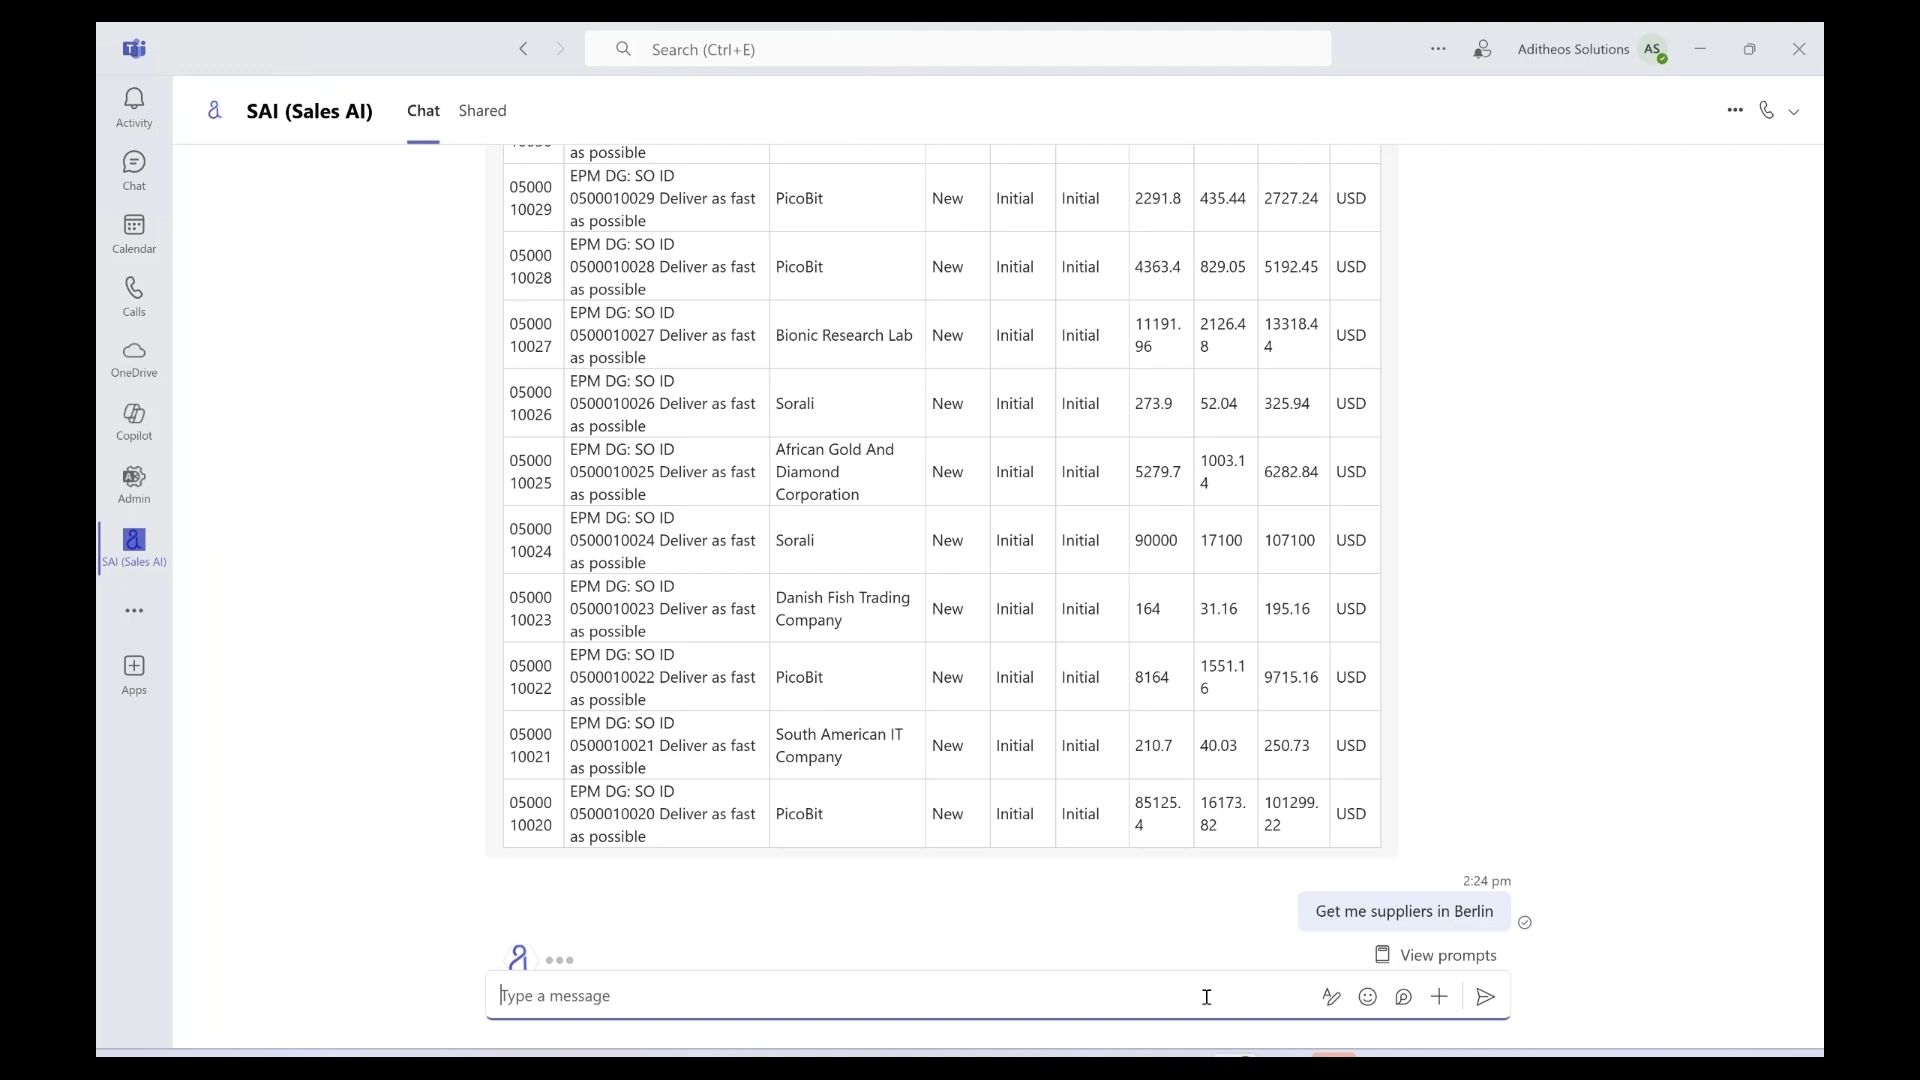 Search (Ctrl+E)
Aditheos Solutions
AS
Activity
Chat
Calendar
Calls
OneDrive
Copilot
Admin
SAI (Sales AI)
Apps
SAI (Sales AI)
Chat
Shared
as possible
05000
10029
EPM DG: SO ID
0500010029 Deliver as fast
as possible
PicoBit
New
Initial
Initial
2291.8
435.44
2727.24
USD
05000
10028
EPM DG: SO ID
0500010028 Deliver as fast
as possible
PicoBit
New
Initial
Initial
4363.4
829.05
5192.45
USD
05000
10027
EPM DG: SO ID
0500010027 Deliver as fast
as possible
Bionic Research Lab
New
Initial
Initial
11191.
96
2126.4
8
13318.4
4
USD
05000
10026
EPM DG: SO ID
0500010026 Deliver as fast
as possible
Sorali
New
Initial
Initial
273.9
52.04
325.94
USD
05000
10025
EPM DG: SO ID
0500010025 Deliver as fast
as possible
African Gold And
Diamond
Corporation
New
Initial
Initial
5279.7
1003.1
4
6282.84
USD
05000
10024
EPM DG: SO ID
0500010024 Deliver as fast
as possible
Sorali
New
Initial
Initial
90000
17100
107100
USD
05000
10023
EPM DG: SO ID
0500010023 Deliver as fast
as possible
Danish Fish Trading
Company
New
Initial
Initial
164
31.16
195.16
USD
05000
10022
EPM DG: SO ID
0500010022 Deliver as fast
as possible
PicoBit
New
Initial
Initial
8164
1551.1
6
9715.16
USD
05000
10021
EPM DG: SO ID
0500010021 Deliver as fast
as possible
South American IT
Company
New
Initial
Initial
210.7
40.03
250.73
USD
05000
10020
EPM DG: SO ID
0500010020 Deliver as fast
as possible
PicoBit
New
Initial
Initial
85125.
4
16173.
82
101299.
22
USD
2:24 pm
Get me suppliers in Berlin
View prompts
Type a message